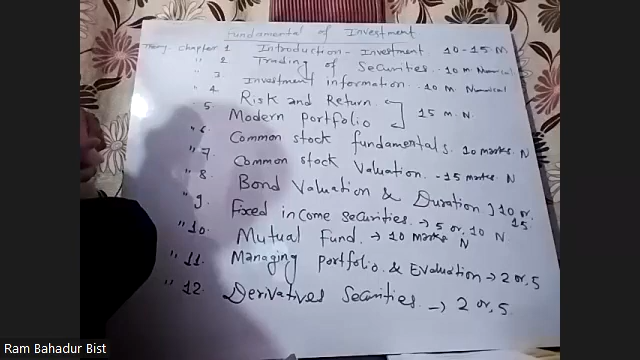 Fundamental of Investment
Theory. Chapter 1 Introduction - Investment. 10-15 M.
" 2 Trading of Securities. - 10 m. Numerical
" 3. Investment information. - 10 m Numerical
" 4. Risk and Return
" 5. Modern portfolio ] 15 m. N.
" 6. Common stock fundamentals. 10 marks. N
" 7. Common stock Valuation. - 15 marks N
" 8. Bond Valuation & Duration ] 10 or 15.
" 9. Fixed income securities. → 5 or, 10 N.
" 10. Mutual Fund. → 10 marks N
" 11. Managing portfolio. & Evaluation → 2 or, 5
" 12. Derivatives Securities. → 2 or, 5.
Ram Bahadur Bist